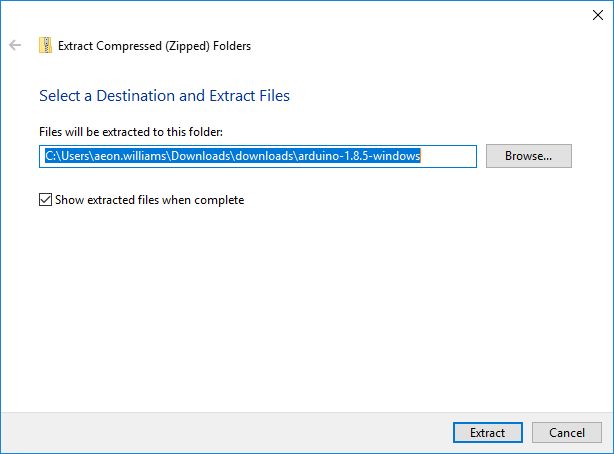 Extract Compressed (Zipped) Folders
Select a Destination and Extract Files
Files will be extracted to this folder:
C:\Users\aeon.williams\Downloads\downloads\arduino-1.8.5-windows
Browse...
Show extracted files when complete
Extract
Cancel